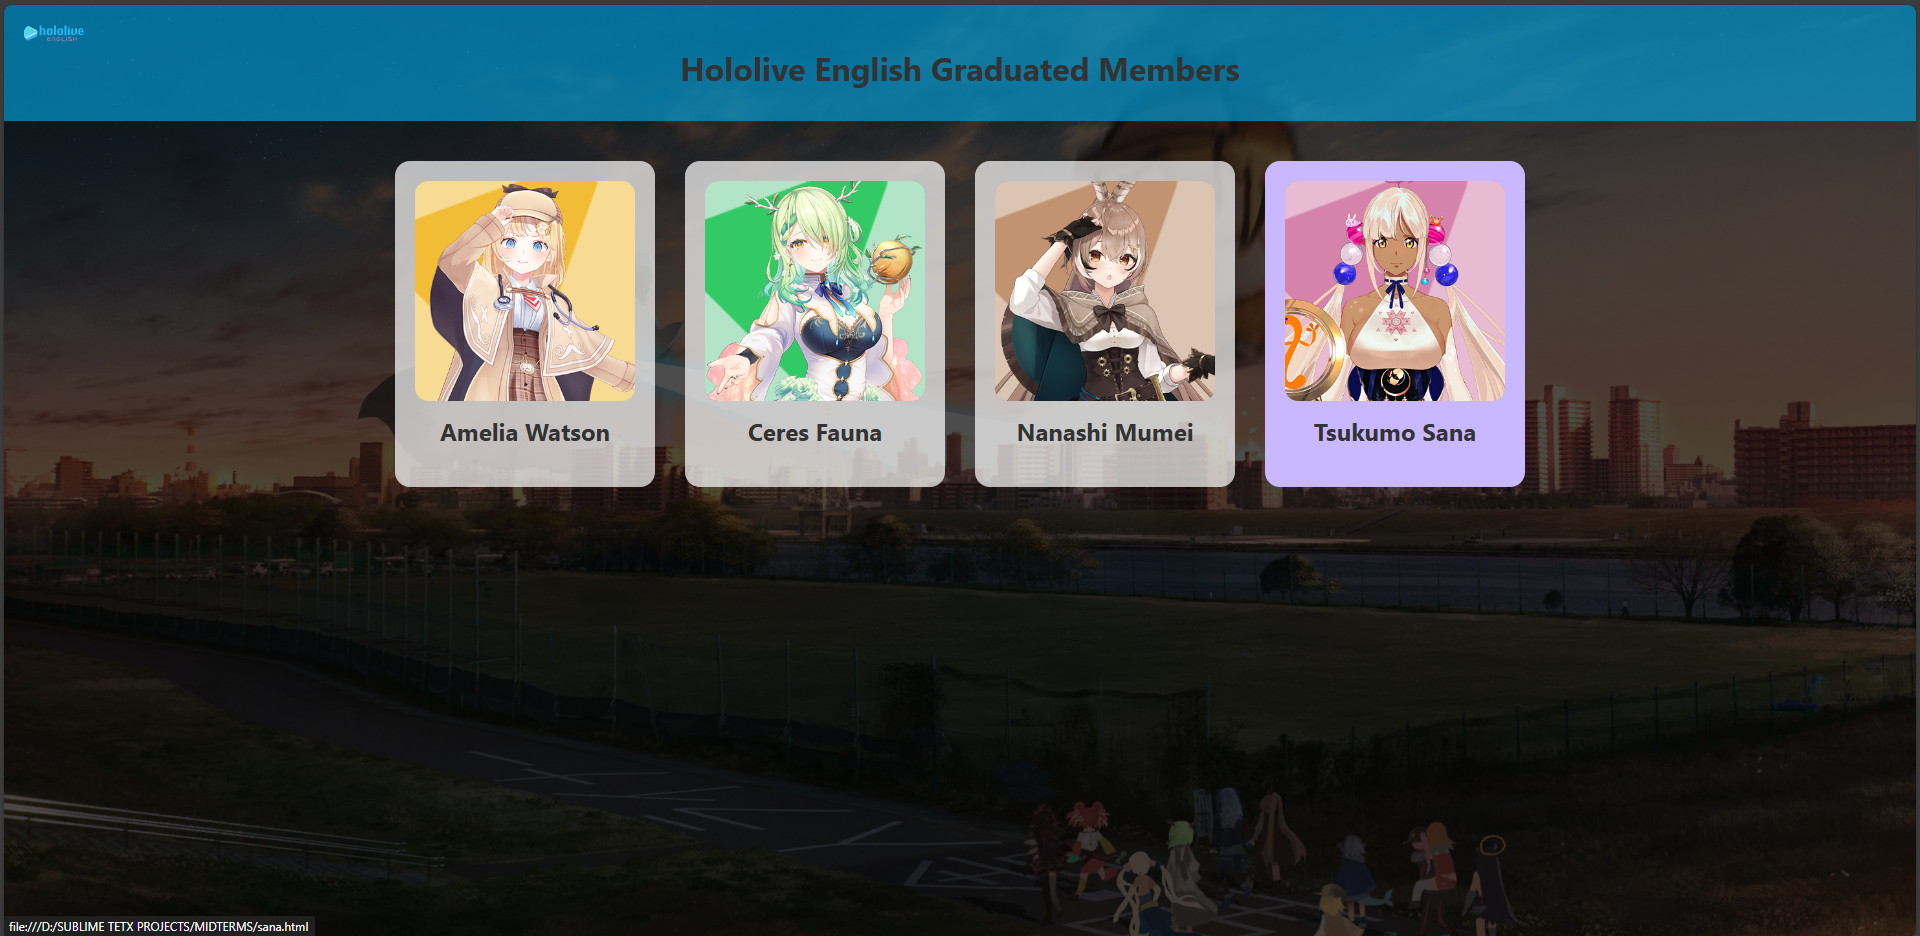 hololive
ENGLISH
Hololive English Graduated Members
Amelia Watson
Ceres Fauna
Nanashi Mumei
Tsukumo Sana
file:///D:/SUBLIME TETX PROJECTS/MIDTERMS/sana.html